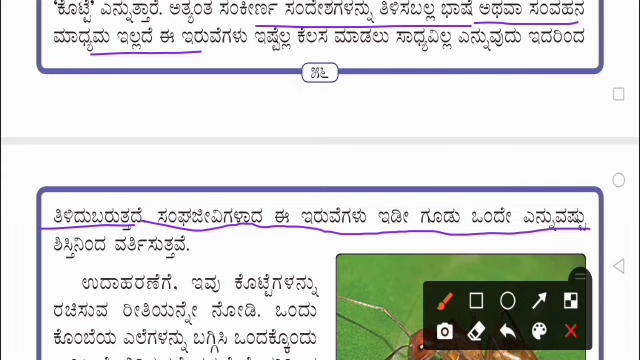 ‘ಕೊಟ್ಟೆ’ ಎನ್ನುತ್ತಾರೆ. ಅತ್ಯಂತ ಸಂಕೀರ್ಣ ಸಂದೇಶಗಳನ್ನು ತಿಳಿಸಬಲ್ಲ ಭಾಷೆ ಅಥವಾ ಸಂವಹನ
ಮಾಧ್ಯಮ ಇಲ್ಲದೆ ಈ ಇರುವೆಗಳು ಇಷ್ಟೆಲ್ಲ ಕೆಲಸ ಮಾಡಲು ಸಾಧ್ಯವಿಲ್ಲ ಎನ್ನುವುದು ಇದರಿಂದ
೫೬
ತಿಳಿದುಬರುತ್ತದೆ. ಸಂಘಜೀವಿಗಳಾದ ಈ ಇರುವೆಗಳು ಇಡೀ ಗೂಡು ಒಂದೇ ಎನ್ನುವಷ್ಟು
ಶಿಸ್ತಿನಿಂದ ವರ್ತಿಸುತ್ತವೆ.
ಉದಾಹರಣೆಗೆ, ಇವು ಕೊಟ್ಟೆಗಳನ್ನು
ರಚಿಸುವ ರೀತಿಯನ್ನೇ ನೋಡಿ. ಒಂದು
ಕೊಂಬೆಯ ಎಲೆಗಳನ್ನು ಬಗ್ಗಿಸಿ ಒಂದಕ್ಕೊಂದು